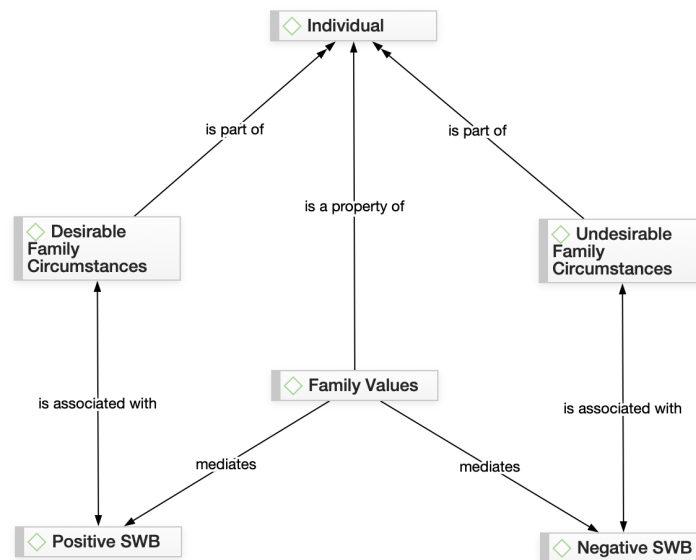 Individual
is part of
is part of
is a property of
Desirable
Family
Circumstances
Undesirable
Family
Circumstances
Family Values
is associated with
is associated with
mediates
mediates
Positive SWB
Negative SWB